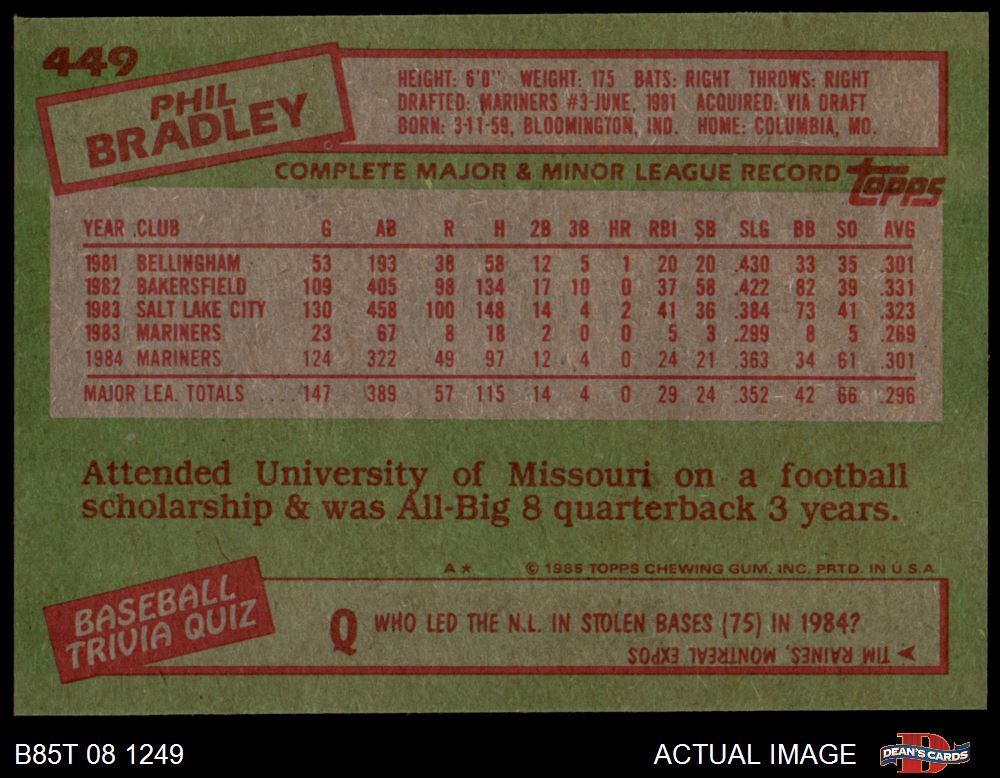 449
PHIL
BRADLEY
HEIGHT: 6'0" WEIGHT: 175 BATS: RIGHT THROWS: RIGHT
DRAFTED: MARINERS #3-JUNE, 1981 ACQUIRED: VIA DRAFT
BORN: 3-11-59, BLOOMINGTON, IND. HOME: COLUMBIA, MO.
COMPLETE MAJOR & MINOR LEAGUE RECORD topps
YEAR CLUB G AB R H 2B 3B HR RBI SB SLG BB SO AVG
1981 BELLINGHAM 53 193 38 58 12 5 1 20 20 .430 33 35 .301
1982 BAKERSFIELD 109 405 98 134 17 10 0 37 58 .422 82 39 .331
1983 SALT LAKE CITY 130 458 100 148 14 4 2 41 36 .384 73 41 .323
1983 MARINERS 23 67 8 18 2 0 0 5 3 .299 8 5 .269
1984 MARINERS 124 322 49 97 12 4 0 24 21 .363 34 61 .301
MAJOR LEA. TOTALS .... 147 389 57 115 14 4 0 29 24 .352 42 66 .296
Attended University of Missouri on a football
scholarship & was All-Big 8 quarterback 3 years.
A* © 1985 TOPPS CHEWING GUM, INC. PRTD. IN U.S.A.
BASEBALL
TRIVIA QUIZ
Q WHO LED THE N.L. IN STOLEN BASES (75) IN 1984?
TIM RAINES, MONTREAL EXPOS
B85T 08 1249
ACTUAL IMAGE
DEAN'S CARDS